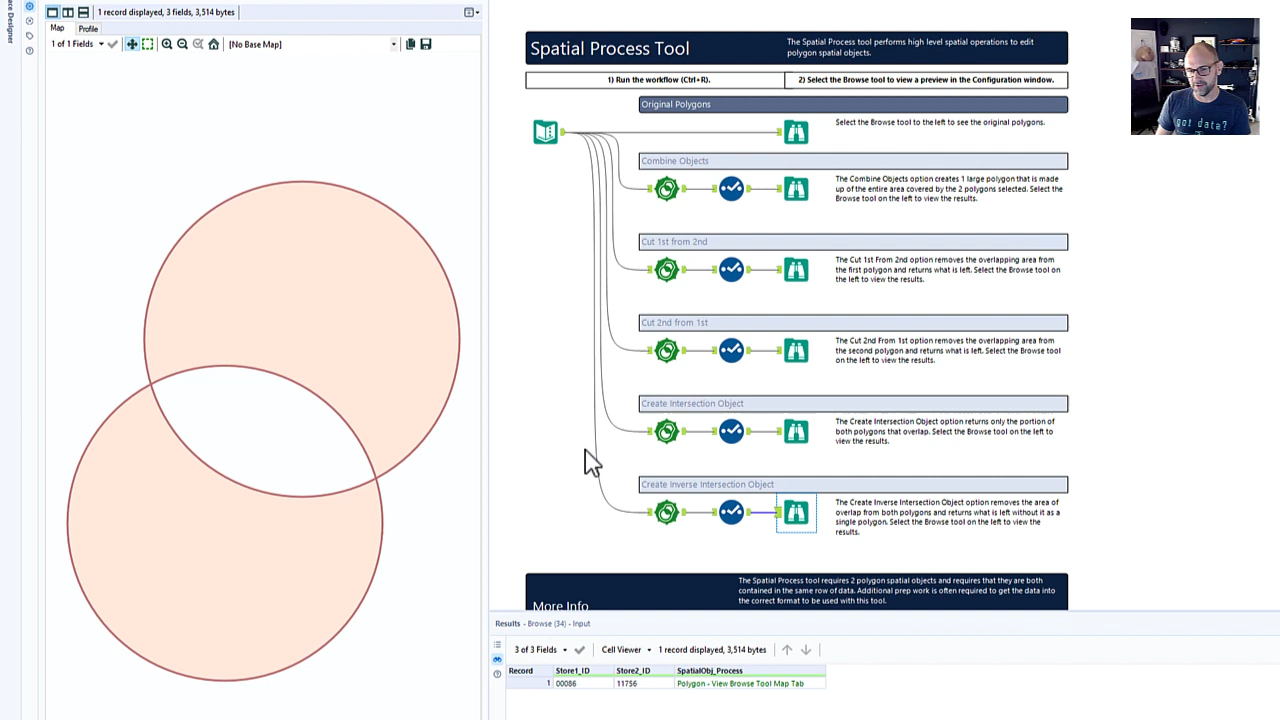 ace Designer
1 record displayed, 3 fields, 3,514 bytes
Map
Profile
1 of 1 Fields
[No Base Map]
Spatial Process Tool
The Spatial Process tool performs high level spatial operations to edit
polygon spatial objects.
1) Run the workflow (Ctrl+R).
2) Select the Browse tool to view a preview in the Configuration window.
Original Polygons
Select the Browse tool to the left to see the original polygons.
Combine Objects
The Combine Objects option creates 1 large polygon that is made
up of the entire area covered by the 2 polygons selected. Select the
Browse tool on the left to view the results.
Cut 1st from 2nd
The Cut 1st From 2nd option removes the overlapping area from
the first polygon and returns what is left. Select the Browse tool on
the left to view the results.
Cut 2nd from 1st
The Cut 2nd From 1st option removes the overlapping area from
the second polygon and returns what is left. Select the Browse tool
on the left to view the results.
Create Intersection Object
The Create Intersection Object option returns only the portion of
both polygons that overlap. Select the Browse tool on the left to
view the results.
Create Inverse Intersection Object
The Create Inverse Intersection Object option removes the area of
overlap from both polygons and returns what is left without it as a
single polygon. Select the Browse tool on the left to view the
results.
More Info
The Spatial Process tool requires 2 polygon spatial objects and requires that they are both
contained in the same row of data. Additional prep work is often required to get the data into
the correct format to be used with this tool.
got data?
Results - Browse (34) - Input
3 of 3 Fields
Cell Viewer
1 record displayed, 3,514 bytes
Record Store1_ID Store2_ID SpatialObj_Process
1 00086 11756 Polygon - View Browse Tool Map Tab